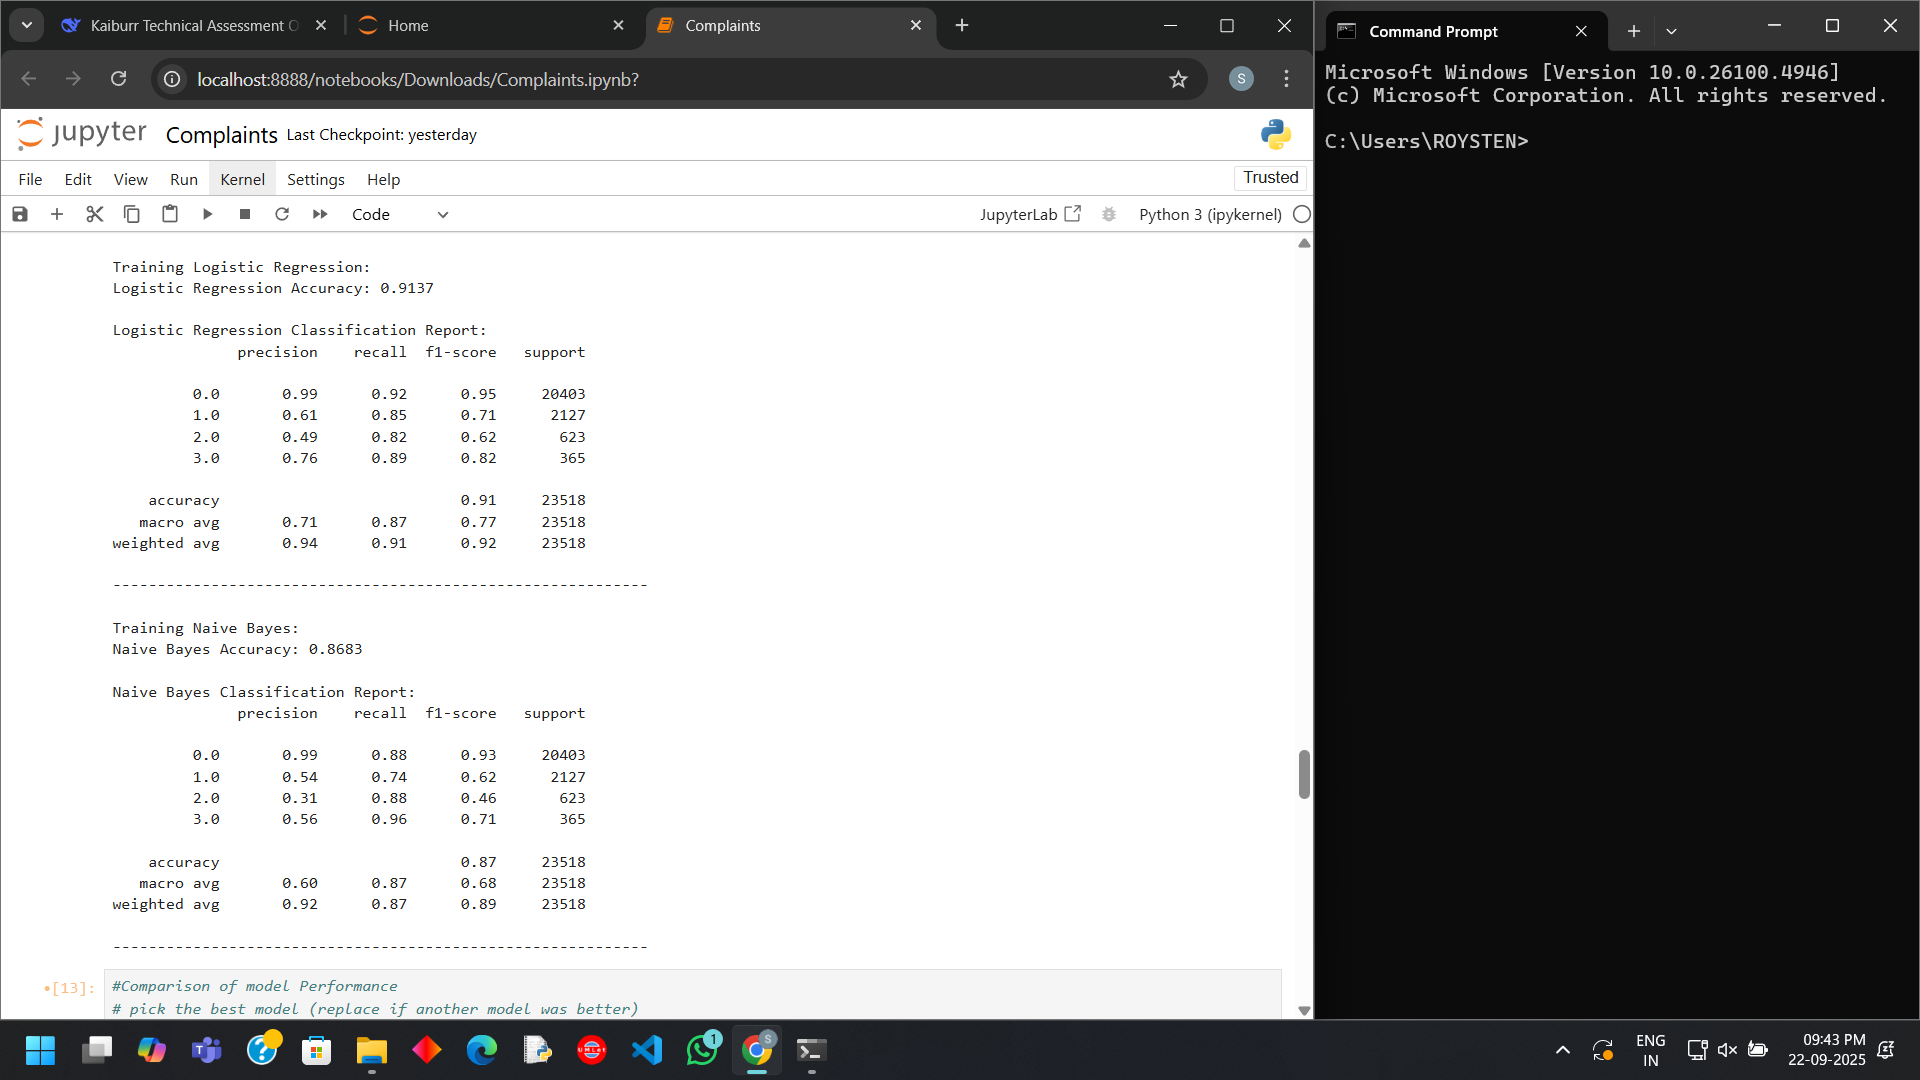 Kaiburr Technical Assessment O
Home
Complaints
localhost:8888/notebooks/Downloads/Complaints.ipynb?
S
jupyter Complaints Last Checkpoint: yesterday
File Edit View Run Kernel Settings Help
Trusted
Code
JupyterLab
Python 3 (ipykernel)
Training Logistic Regression:
Logistic Regression Accuracy: 0.9137
Logistic Regression Classification Report:
precision recall f1-score support
0.0 0.99 0.92 0.95 20403
1.0 0.61 0.85 0.71 2127
2.0 0.49 0.82 0.62 623
3.0 0.76 0.89 0.82 365
accuracy 0.91 23518
macro avg 0.71 0.87 0.77 23518
weighted avg 0.94 0.91 0.92 23518
------------------------------------------------------------
Training Naive Bayes:
Naive Bayes Accuracy: 0.8683
Naive Bayes Classification Report:
precision recall f1-score support
0.0 0.99 0.88 0.93 20403
1.0 0.54 0.74 0.62 2127
2.0 0.31 0.88 0.46 623
3.0 0.56 0.96 0.71 365
accuracy 0.87 23518
macro avg 0.60 0.87 0.68 23518
weighted avg 0.92 0.87 0.89 23518
------------------------------------------------------------
•[13]: #Comparison of model Performance
# pick the best model (replace if another model was better)
Command Prompt
Microsoft Windows [Version 10.0.26100.4946]
(c) Microsoft Corporation. All rights reserved.
C:\Users\ROYSTEN>
UMLet
1
S
ENG
IN
09:43 PM
22-09-2025